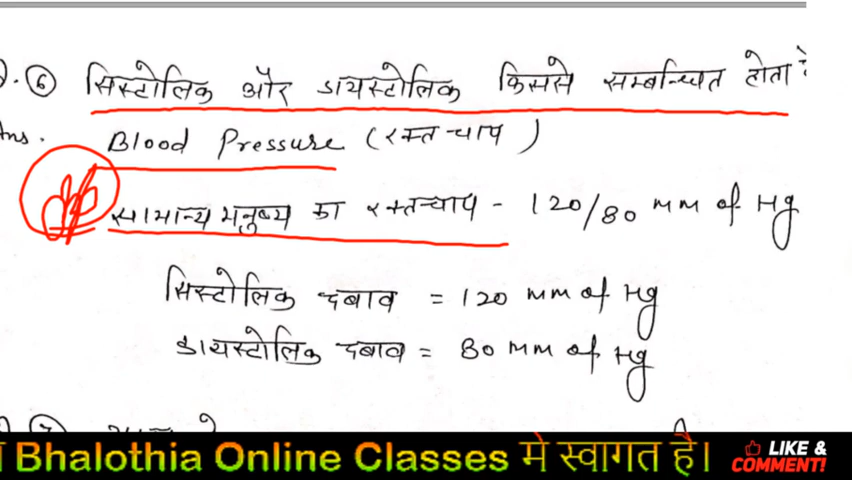 ⑥ सिस्टोलिक और डायस्टोलिक किससे सम्बन्धित होता है
Ans. Blood Pressure (रक्तचाप)
सामान्य मनुष्य का रक्तचाप - 120/80 mm of Hg
सिस्टोलिक दबाव = 120 mm of Hg
डायस्टोलिक दबाव = 80 mm of Hg
Bhalothia Online Classes मे स्वागत है।
LIKE &
COMMENT!